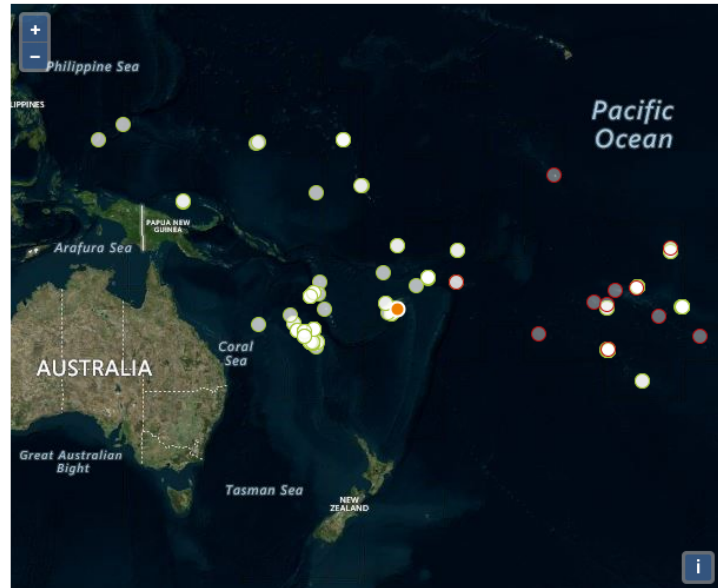 +
−
Philippine Sea
LIPPINES
Pacific
Ocean
PAPUA NEW
GUINEA
Arafura Sea
Coral
Sea
AUSTRALIA
Great Australian
Bight
Tasman Sea
NEW
ZEALAND
i